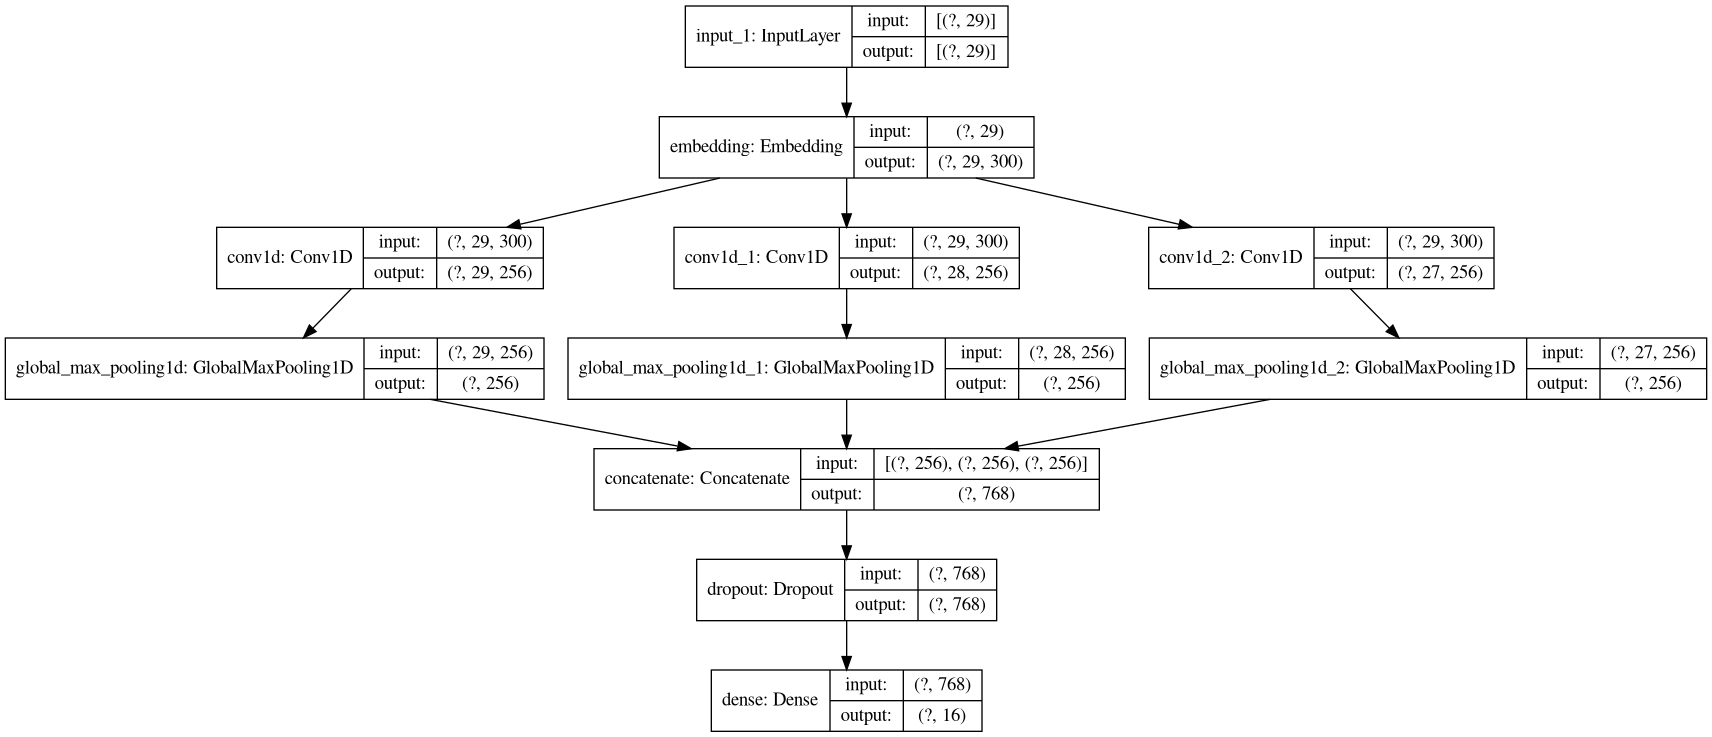 input_1: InputLayer
input: [(?, 29)]
output: [(?, 29)]
embedding: Embedding
input: (?, 29)
output: (?, 29, 300)
conv1d: Conv1D
input: (?, 29, 300)
output: (?, 29, 256)
conv1d_1: Conv1D
input: (?, 29, 300)
output: (?, 28, 256)
conv1d_2: Conv1D
input: (?, 29, 300)
output: (?, 27, 256)
global_max_pooling1d: GlobalMaxPooling1D
input: (?, 29, 256)
output: (?, 256)
global_max_pooling1d_1: GlobalMaxPooling1D
input: (?, 28, 256)
output: (?, 256)
global_max_pooling1d_2: GlobalMaxPooling1D
input: (?, 27, 256)
output: (?, 256)
concatenate: Concatenate
input: [(?, 256), (?, 256), (?, 256)]
output: (?, 768)
dropout: Dropout
input: (?, 768)
output: (?, 768)
dense: Dense
input: (?, 768)
output: (?, 16)